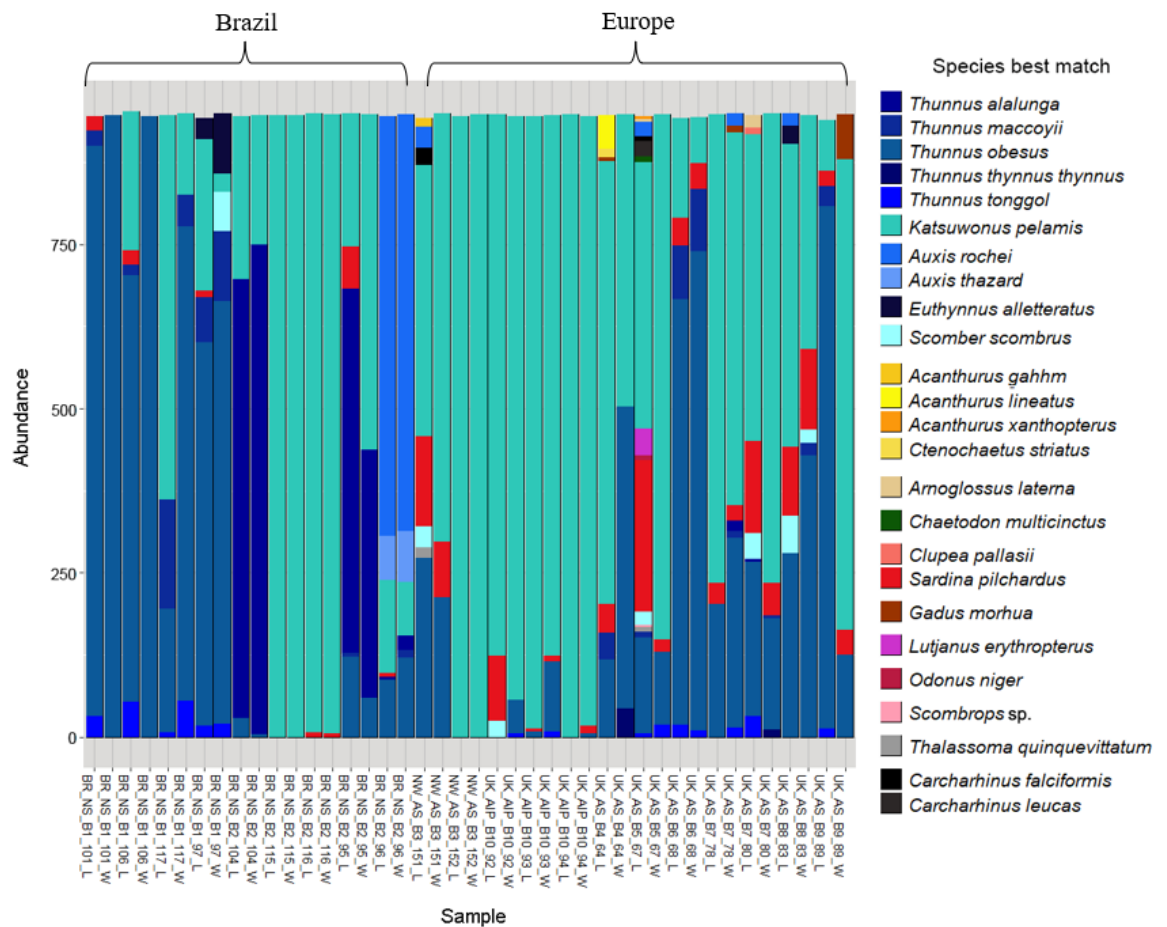 Brazil
Europe
Species best match
Thunnus alalunga
Thunnus maccoyii
Thunnus obesus
Thunnus thynnus thynnus
Thunnus tonggol
Katsuwonus pelamis
Auxis rochei
Auxis thazard
Euthynnus alletteratus
Scomber scombrus
Acanthurus gahhm
Acanthurus lineatus
Acanthurus xanthopterus
Ctenochaetus striatus
Arnoglossus laterna
Chaetodon multicinctus
Clupea pallasii
Sardina pilchardus
Gadus morhua
Lutjanus erythropterus
Odonus niger
Scombrops sp.
Thalassoma quinquevittatum
Carcharhinus falciformis
Carcharhinus leucas
Abundance
750
500
250
0
BR_NS_B1_101_L
BR_NS_B1_101_W
BR_NS_B1_106_L
BR_NS_B1_106_W
BR_NS_B1_117_L
BR_NS_B1_117_W
BR_NS_B1_97_L
BR_NS_B1_97_W
BR_NS_B2_104_L
BR_NS_B2_104_W
BR_NS_B2_115_L
BR_NS_B2_115_W
BR_NS_B2_116_L
BR_NS_B2_116_W
BR_NS_B2_95_L
BR_NS_B2_95_W
BR_NS_B2_96_L
BR_NS_B2_96_W
NW_AS_B3_151_L
NW_AS_B3_151_W
NW_AS_B3_152_L
NW_AS_B3_152_W
UK_AIP_B10_92_L
UK_AIP_B10_92_W
UK_AIP_B10_93_L
UK_AIP_B10_93_W
UK_AIP_B10_94_L
UK_AIP_B10_94_W
UK_AS_B4_64_L
UK_AS_B4_64_W
UK_AS_B5_67_L
UK_AS_B5_67_W
UK_AS_B6_68_L
UK_AS_B6_68_W
UK_AS_B7_78_L
UK_AS_B7_78_W
UK_AS_B7_80_L
UK_AS_B7_80_W
UK_AS_B8_83_L
UK_AS_B8_83_W
UK_AS_B9_89_L
UK_AS_B9_89_W
Sample